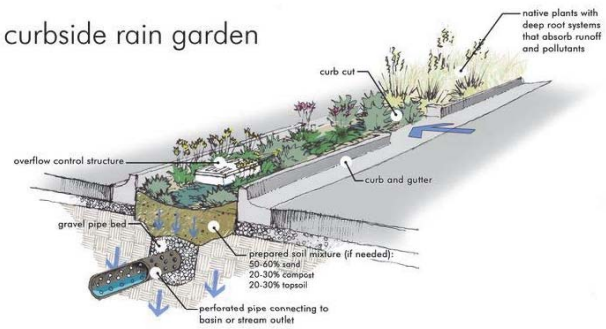 curbside rain garden
native plants with
deep root systems
that absorb runoff
and pollutants
curb cut
overflow control structure
curb and gutter
gravel pipe bed
prepared soil mixture (if needed):
50-60% sand
20-30% compost
20-30% topsoil
perforated pipe connecting to
basin or stream outlet